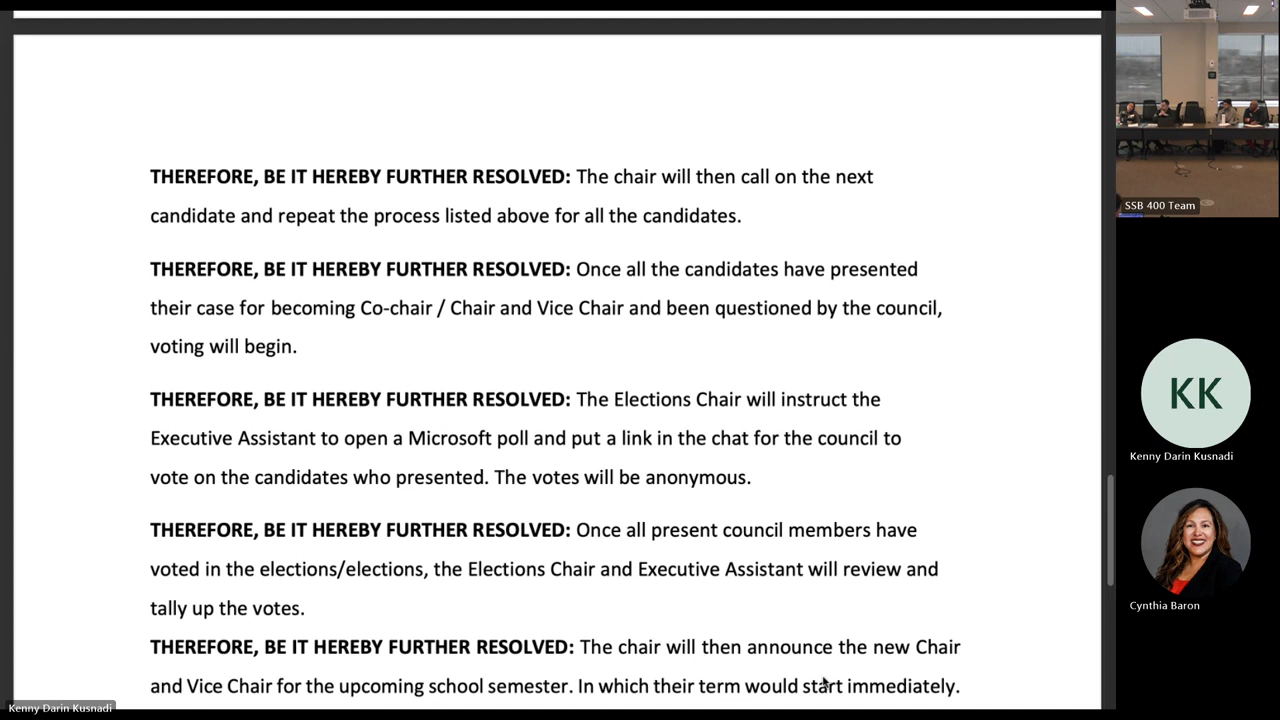 THEREFORE, BE IT HEREBY FURTHER RESOLVED: The chair will then call on the next
candidate and repeat the process listed above for all the candidates.
THEREFORE, BE IT HEREBY FURTHER RESOLVED: Once all the candidates have presented
their case for becoming Co-chair / Chair and Vice Chair and been questioned by the council,
voting will begin.
THEREFORE, BE IT HEREBY FURTHER RESOLVED: The Elections Chair will instruct the
Executive Assistant to open a Microsoft poll and put a link in the chat for the council to
vote on the candidates who presented. The votes will be anonymous.
THEREFORE, BE IT HEREBY FURTHER RESOLVED: Once all present council members have
voted in the elections/elections, the Elections Chair and Executive Assistant will review and
tally up the votes.
THEREFORE, BE IT HEREBY FURTHER RESOLVED: The chair will then announce the new Chair
and Vice Chair for the upcoming school semester. In which their term would start immediately.
Kenny Darin Kusnadi
SSB 400 Team
KK
Kenny Darin Kusnadi
Cynthia Baron